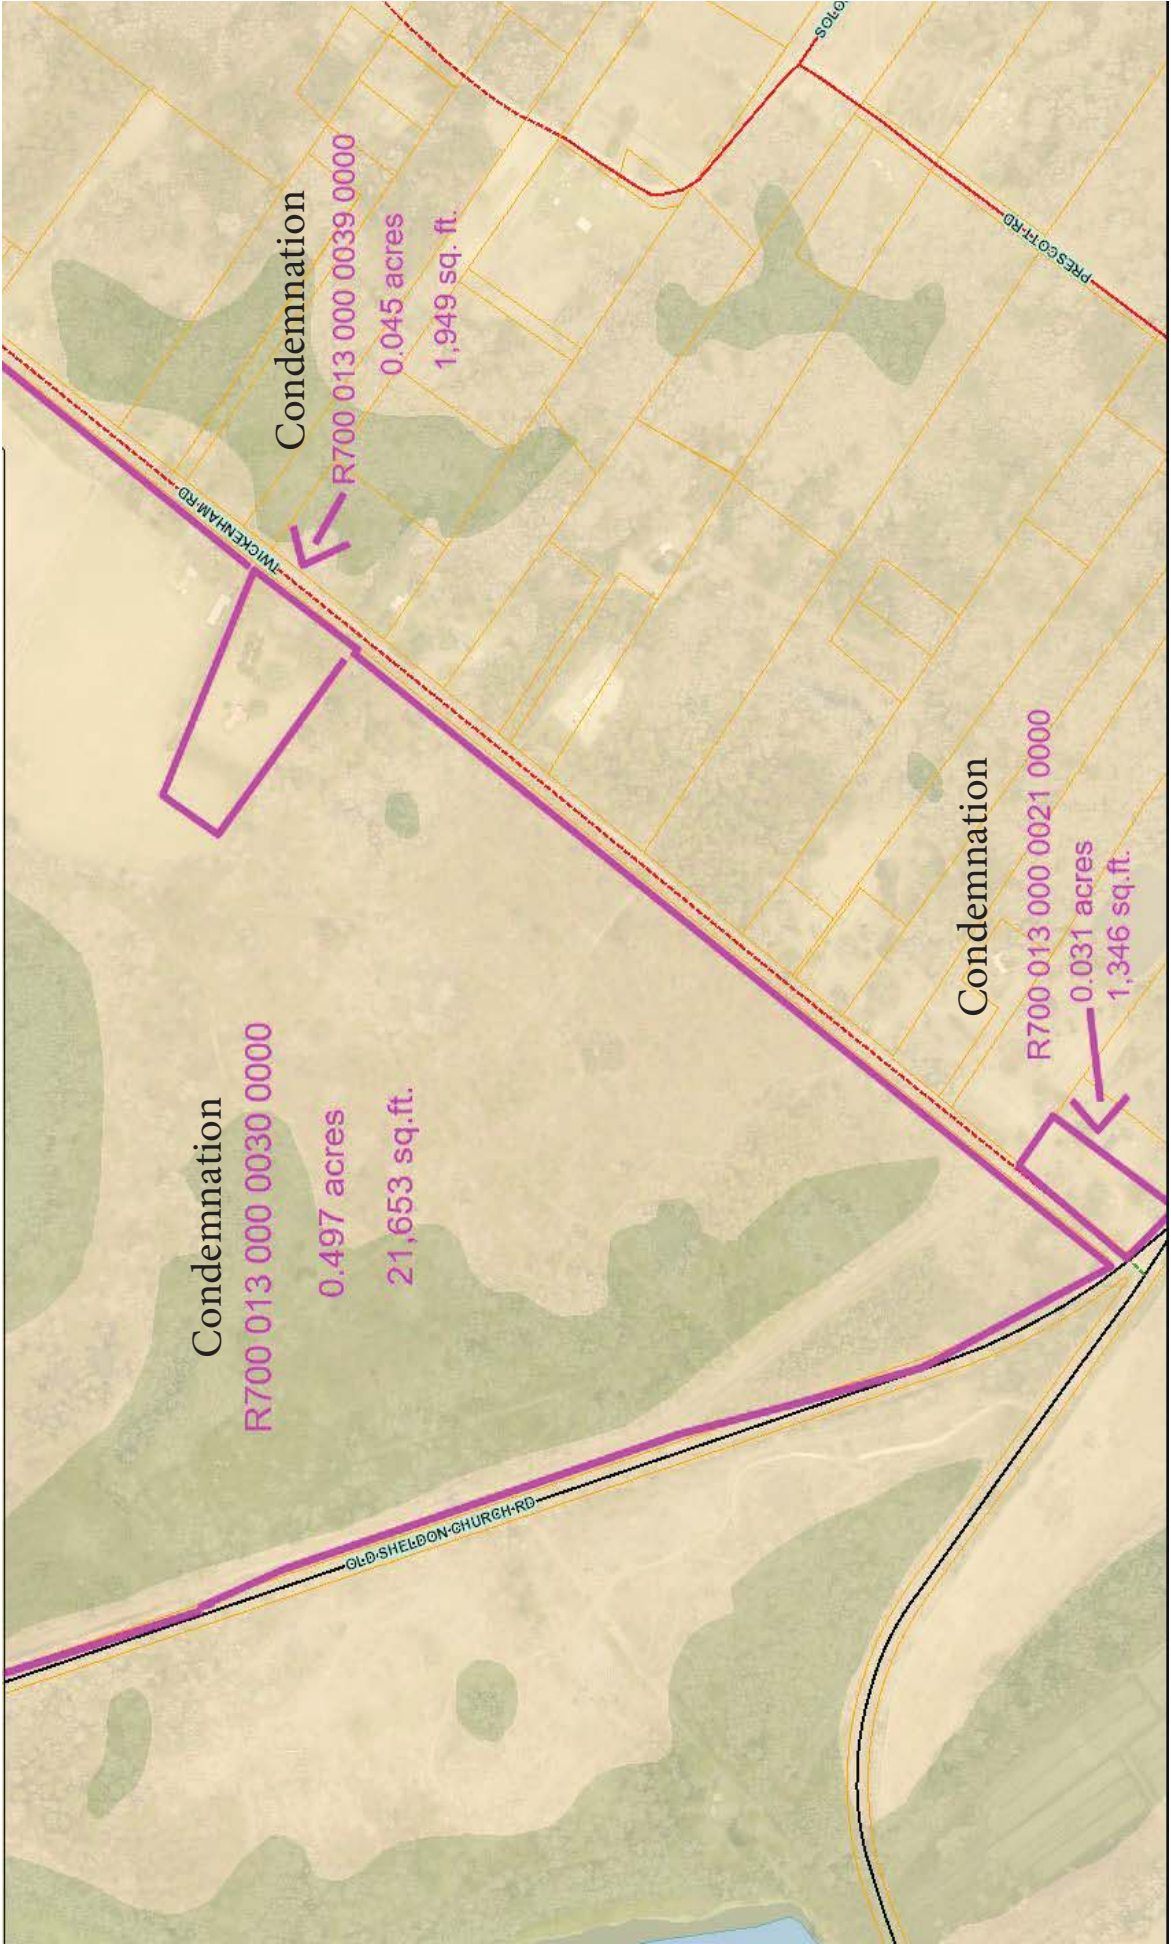 Condemnation
R700 013 000 0030 0000
0.497 acres
21,653 sq.ft.
Condemnation
R700 013 000 0039 0000
0.045 acres
1,949 sq. ft.
Condemnation
R700 013 000 0021 0000
0.031 acres
1,346 sq.ft.
TWICKENHAM-RD
OLD-SHELDON-CHURCH-RD
PRESCOTT-RD
SOLO